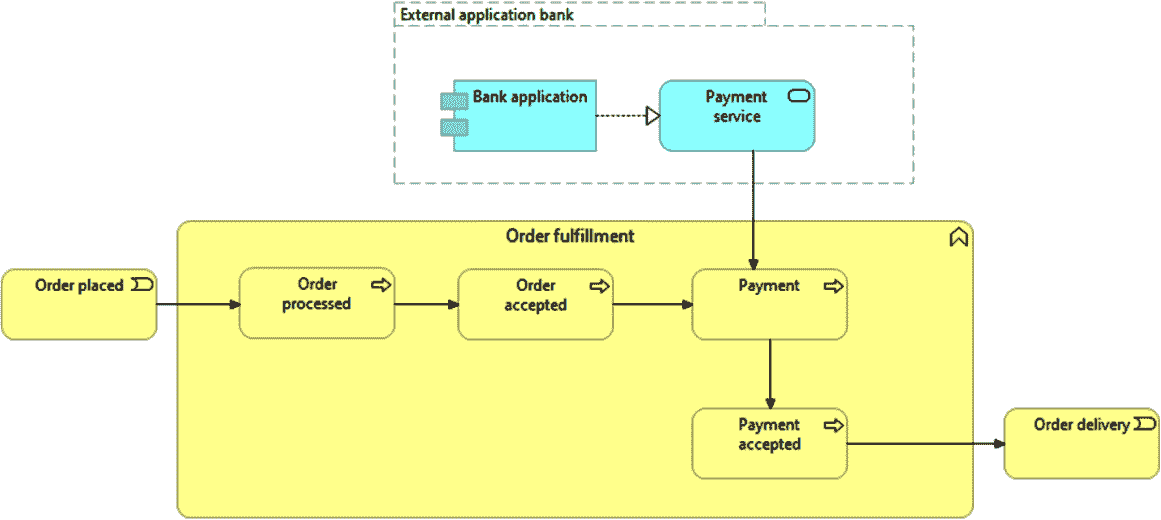 External application bank
Bank application
Payment
service
Order fulfillment
Order placed
Order
processed
Order
accepted
Payment
Payment
accepted
Order delivery